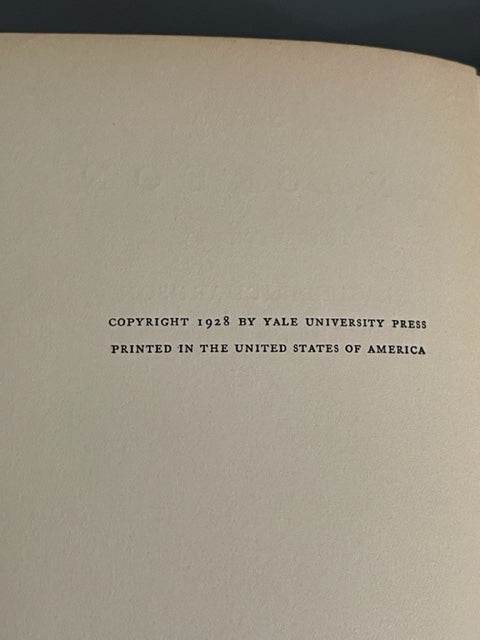 COPYRIGHT 1928 BY YALE UNIVERSITY PRESS
PRINTED IN THE UNITED STATES OF AMERICA